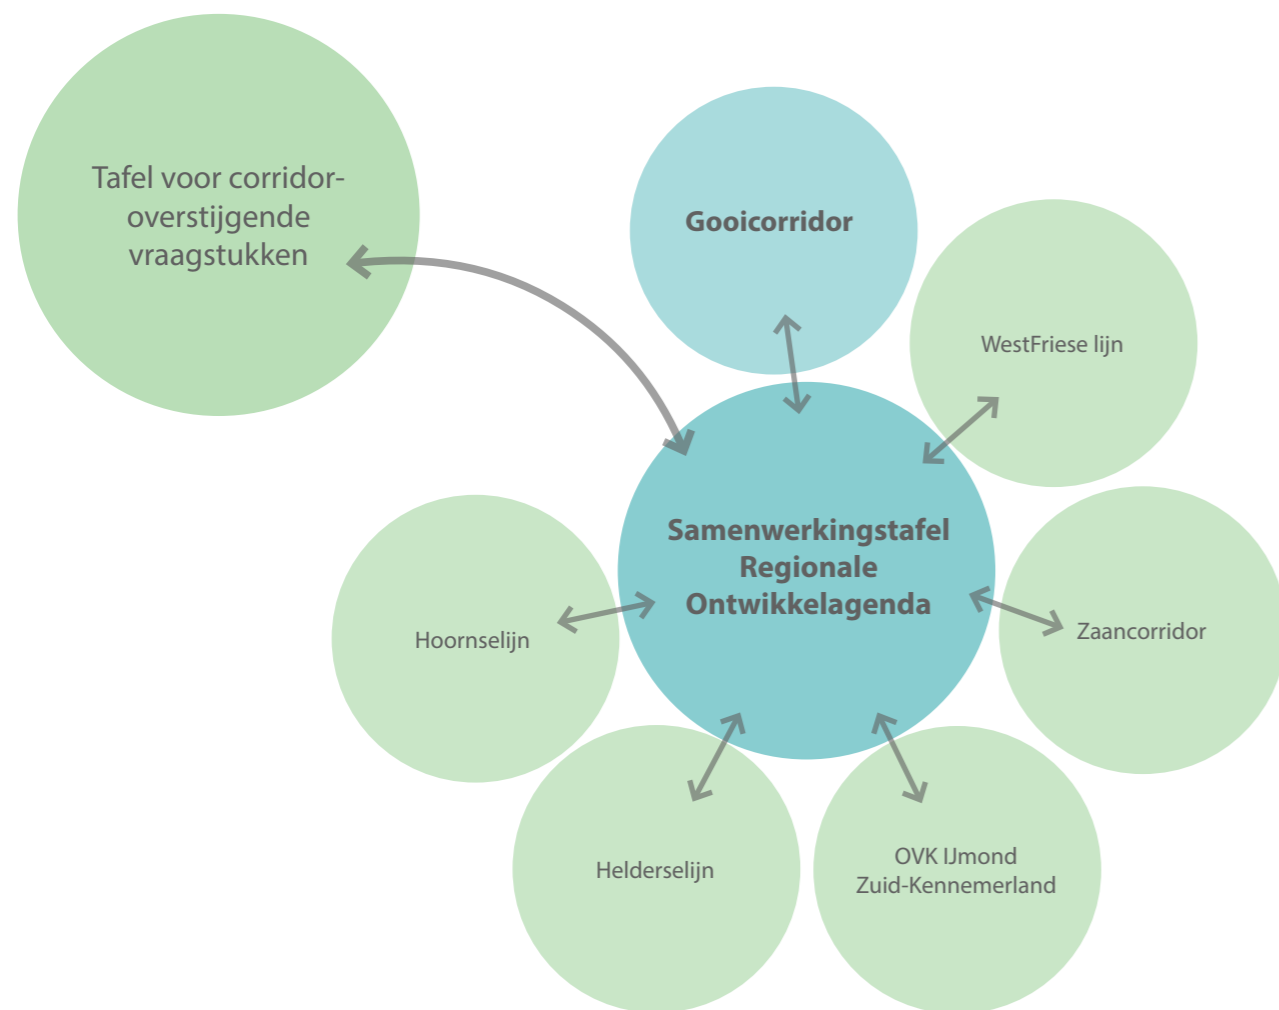 Tafel voor corridor-
overstijgende
vraagstukken
Gooicorridor
WestFriese lijn
Samenwerkingstafel
Regionale
Ontwikkelagenda
Hoornselijn
Zaancorridor
Helderselijn
OVK IJmond
Zuid-Kennemerland